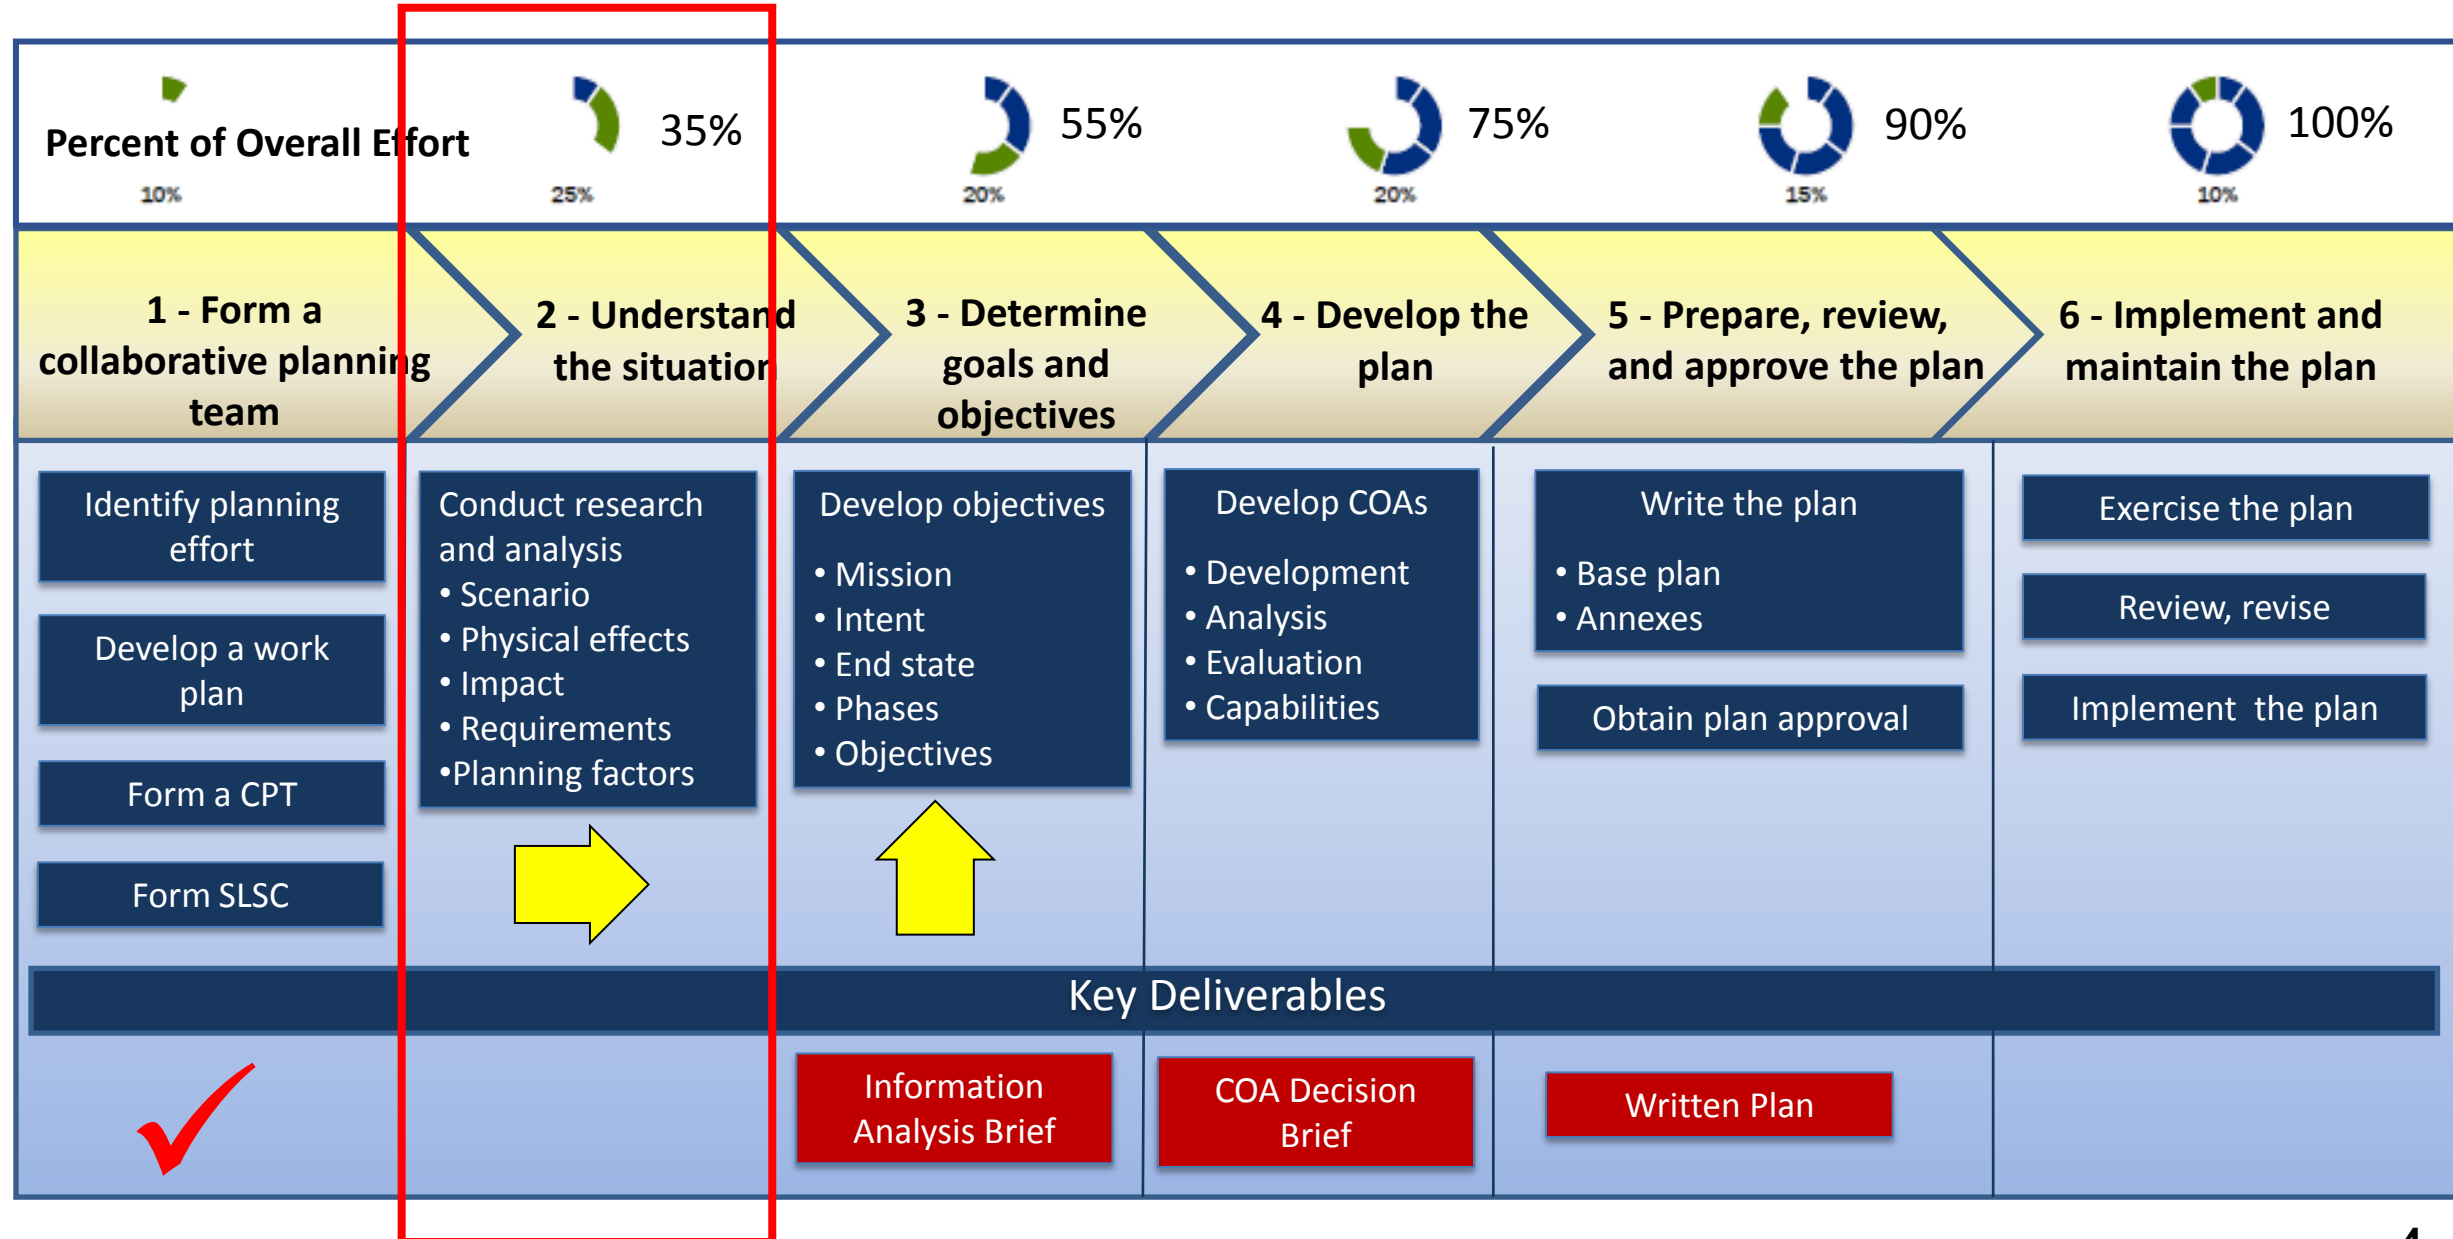 Percent of Overall Effort
10%
35%
25%
55%
20%
75%
20%
90%
15%
100%
10%
1 - Form a
collaborative planning
team
2 - Understand
the situation
3 - Determine
goals and
objectives
4 - Develop the
plan
5 - Prepare, review,
and approve the plan
6 - Implement and
maintain the plan
Identify planning
effort
Develop a work
plan
Form a CPT
Form SLSC
Conduct research
and analysis
• Scenario
• Physical effects
• Impact
• Requirements
•Planning factors
Develop objectives
• Mission
• Intent
• End state
• Phases
• Objectives
Develop COAs
• Development
• Analysis
• Evaluation
• Capabilities
Write the plan
• Base plan
• Annexes
Obtain plan approval
Exercise the plan
Review, revise
Implement  the plan
Key Deliverables
Information
Analysis Brief
COA Decision
Brief
Written Plan
4